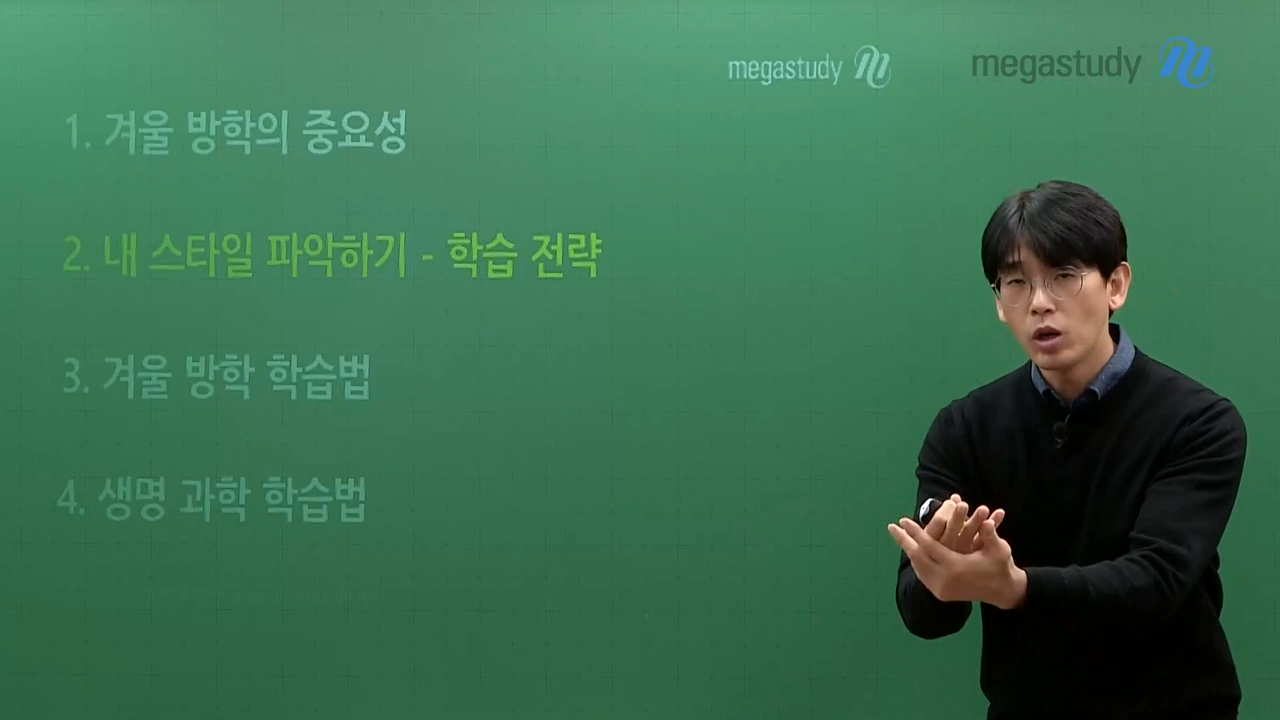 megastudy
megastudy
1. 겨울 방학의 중요성
2. 내 스타일 파악하기 - 학습 전략
3. 겨울 방학 학습법
4. 생명 과학 학습법